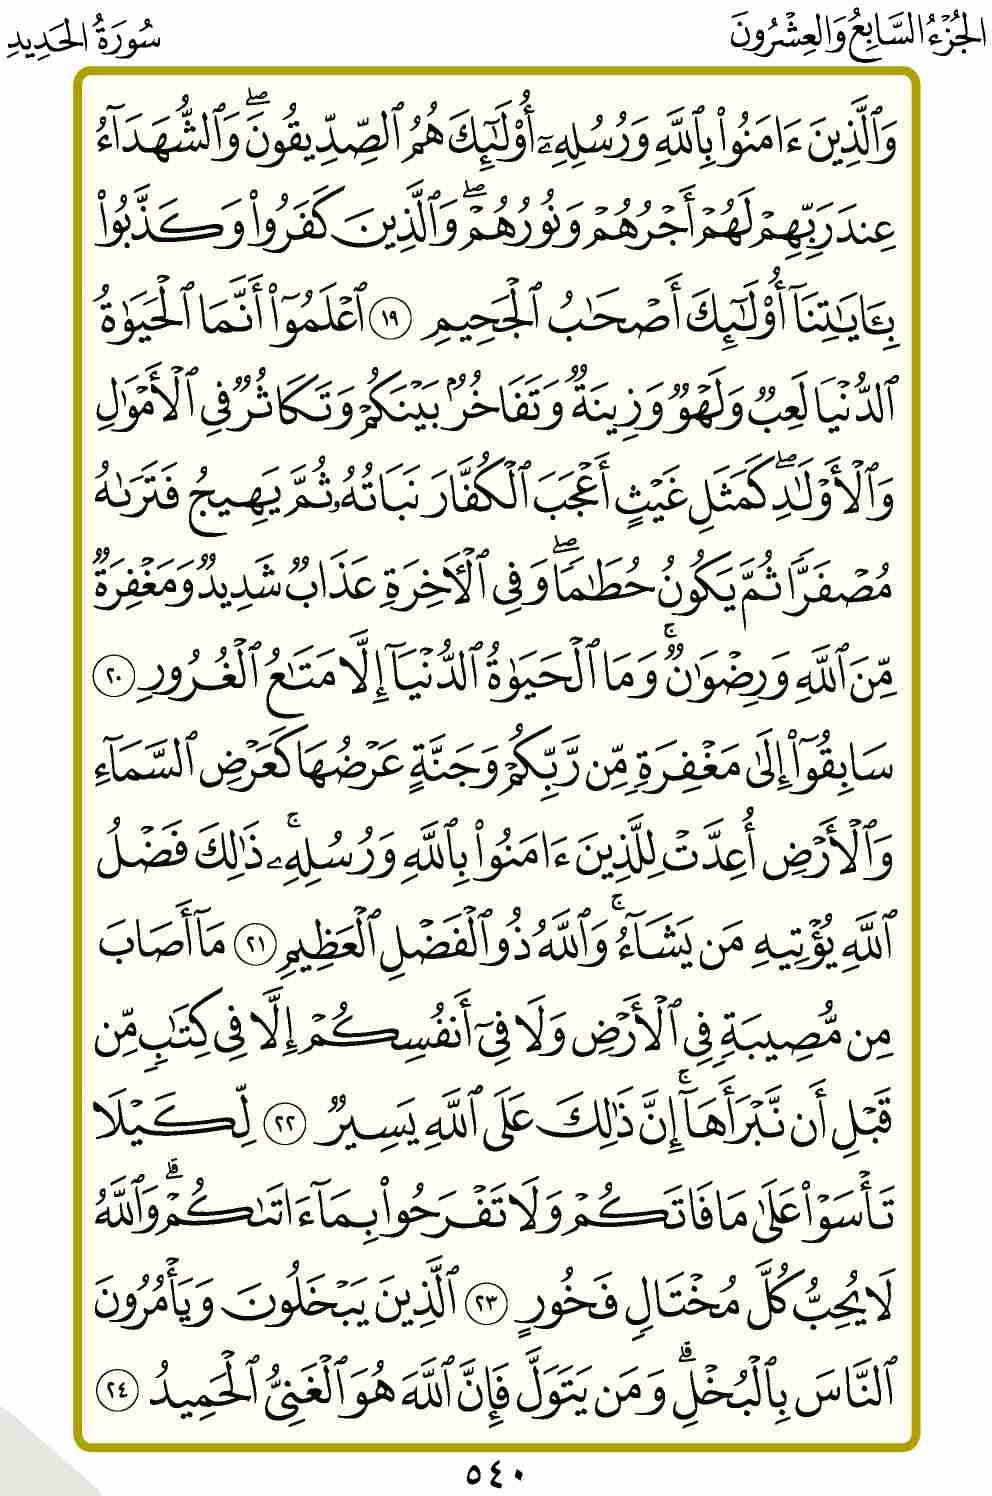 الجُزْءُ السَّابِعُ وَالعِشْرُونَ
سُورَةُ الحَدِيدِ
وَٱلَّذِينَ ءَامَنُوا۟ بِٱللَّهِ وَرُسُلِهِۦٓ أُو۟لَـٰٓئِكَ هُمُ ٱلصِّدِّيقُونَ ۖ وَٱلشُّهَدَآءُ
عِندَ رَبِّهِمْ لَهُمْ أَجْرُهُمْ وَنُورُهُمْ ۖ وَٱلَّذِينَ كَفَرُوا۟ وَكَذَّبُوا۟
بِـَٔايَـٰتِنَآ أُو۟لَـٰٓئِكَ أَصْحَـٰبُ ٱلْجَحِيمِ ١٩ ٱعْلَمُوٓا۟ أَنَّمَا ٱلْحَيَوٰةُ
ٱلدُّنْيَا لَعِبٌ وَلَهْوٌ وَزِينَةٌ وَتَفَاخُرٌۢ بَيْنَكُمْ وَتَكَاثُرٌ فِى ٱلْأَمْوَٰلِ
وَٱلْأَوْلَـٰدِ ۖ كَمَثَلِ غَيْثٍ أَعْجَبَ ٱلْكُفَّارَ نَبَاتُهُۥ ثُمَّ يَهِيجُ فَتَرَىٰهُ
مُصْفَرًّا ثُمَّ يَكُونُ حُطَـٰمًا ۖ وَفِى ٱلْـَٔاخِرَةِ عَذَابٌ شَدِيدٌ وَمَغْفِرَةٌ
مِّنَ ٱللَّهِ وَرِضْوَٰنٌ ۚ وَمَا ٱلْحَيَوٰةُ ٱلدُّنْيَآ إِلَّا مَتَـٰعُ ٱلْغُرُورِ ٢٠
سَابِقُوٓا۟ إِلَىٰ مَغْفِرَةٍ مِّن رَّبِّكُمْ وَجَنَّةٍ عَرْضُهَا كَعَرْضِ ٱلسَّمَآءِ
وَٱلْأَرْضِ أُعِدَّتْ لِلَّذِينَ ءَامَنُوا۟ بِٱللَّهِ وَرُسُلِهِۦ ۚ ذَٰلِكَ فَضْلُ
ٱللَّهِ يُؤْتِيهِ مَن يَشَآءُ ۚ وَٱللَّهُ ذُو ٱلْفَضْلِ ٱلْعَظِيمِ ٢١ مَآ أَصَابَ
مِن مُّصِيبَةٍ فِى ٱلْأَرْضِ وَلَا فِىٓ أَنفُسِكُمْ إِلَّا فِى كِتَـٰبٍ مِّن
قَبْلِ أَن نَّبْرَأَهَآ ۚ إِنَّ ذَٰلِكَ عَلَى ٱللَّهِ يَسِيرٌ ٢٢ لِّكَيْلَا
تَأْسَوْا۟ عَلَىٰ مَا فَاتَكُمْ وَلَا تَفْرَحُوا۟ بِمَآ ءَاتَىٰكُمْ ۗ وَٱللَّهُ
لَا يُحِبُّ كُلَّ مُخْتَالٍ فَخُورٍ ٢٣ ٱلَّذِينَ يَبْخَلُونَ وَيَأْمُرُونَ
ٱلنَّاسَ بِٱلْبُخْلِ ۗ وَمَن يَتَوَلَّ فَإِنَّ ٱللَّهَ هُوَ ٱلْغَنِىُّ ٱلْحَمِيدُ ٢٤
٥٤٠